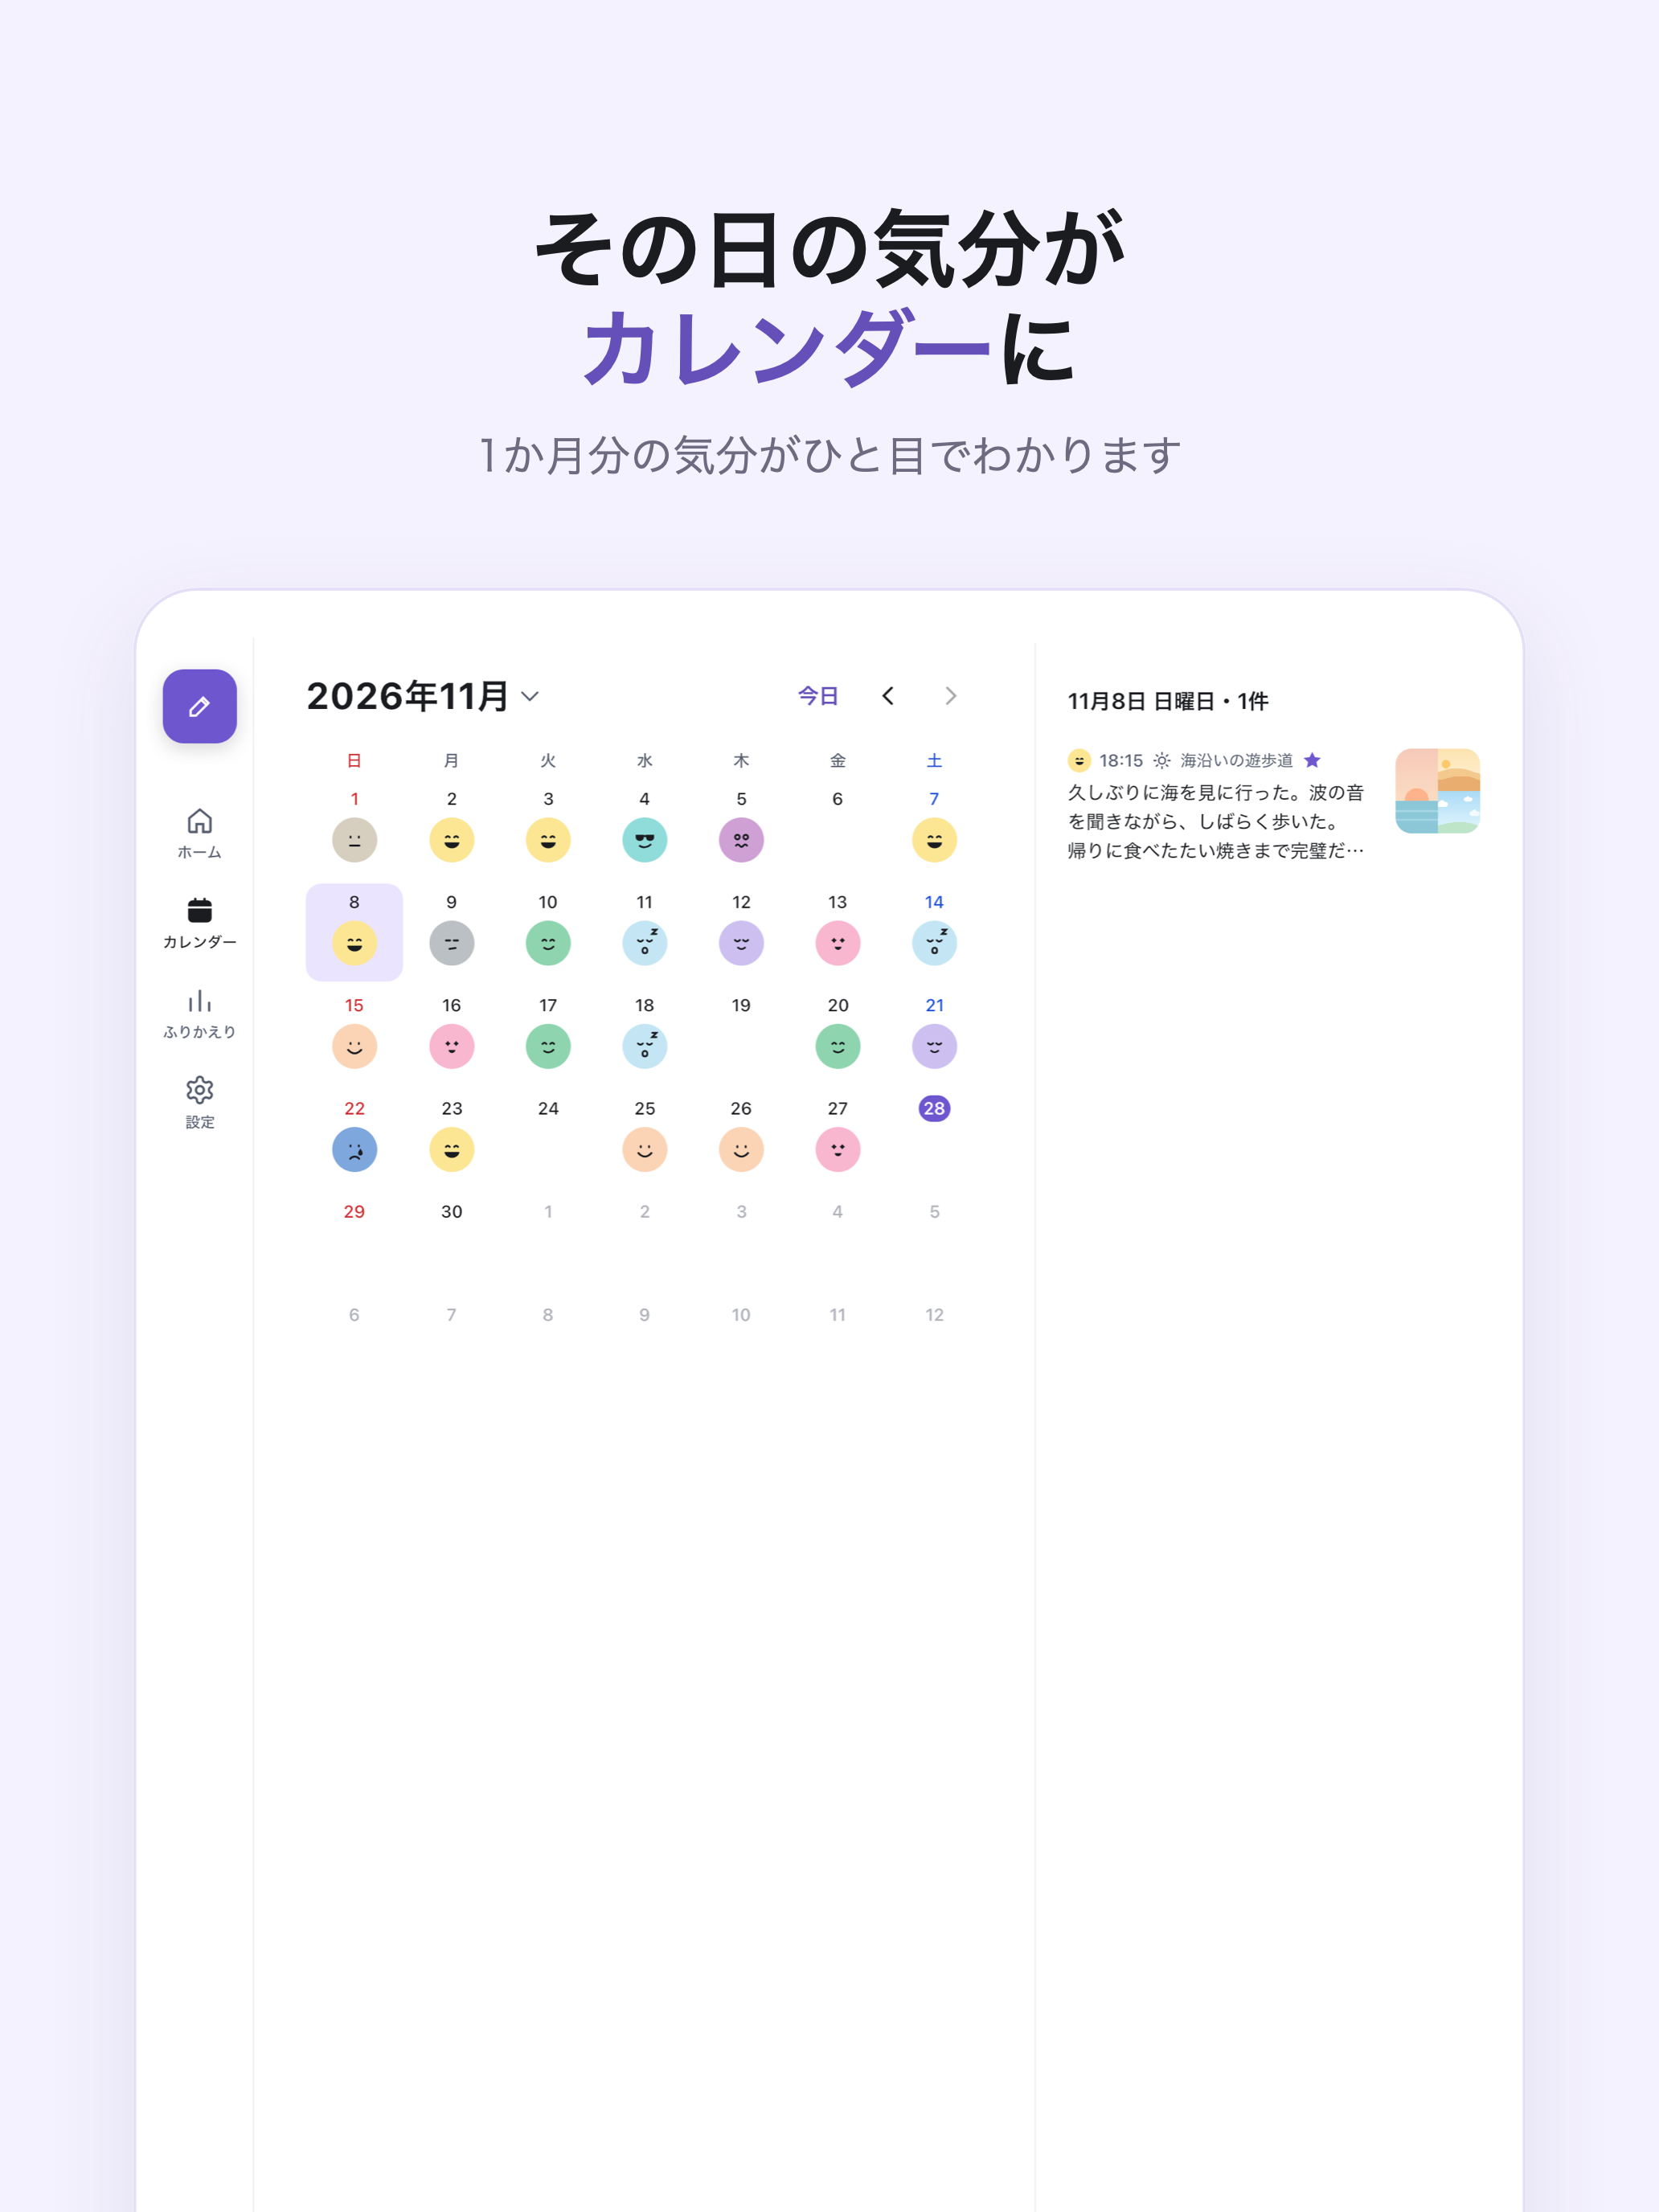 その日の気分が
カレンダーに
1か月分の気分がひと目でわかります
ホーム
カレンダー
ふりかえり
設定
2026年11月
今日
日 月 火 水 木 金 土
1 2 3 4 5 6 7
8 9 10 11 12 13 14
15 16 17 18 19 20 21
22 23 24 25 26 27 28
29 30 1 2 3 4 5
6 7 8 9 10 11 12
11月8日 日曜日・1件
18:15 海沿いの遊歩道
久しぶりに海を見に行った。波の音
を聞きながら、しばらく歩いた。
帰りに食べたたい焼きまで完璧だ…